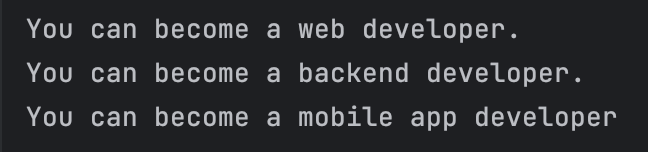 You can become a web developer.
You can become a backend developer.
You can become a mobile app developer